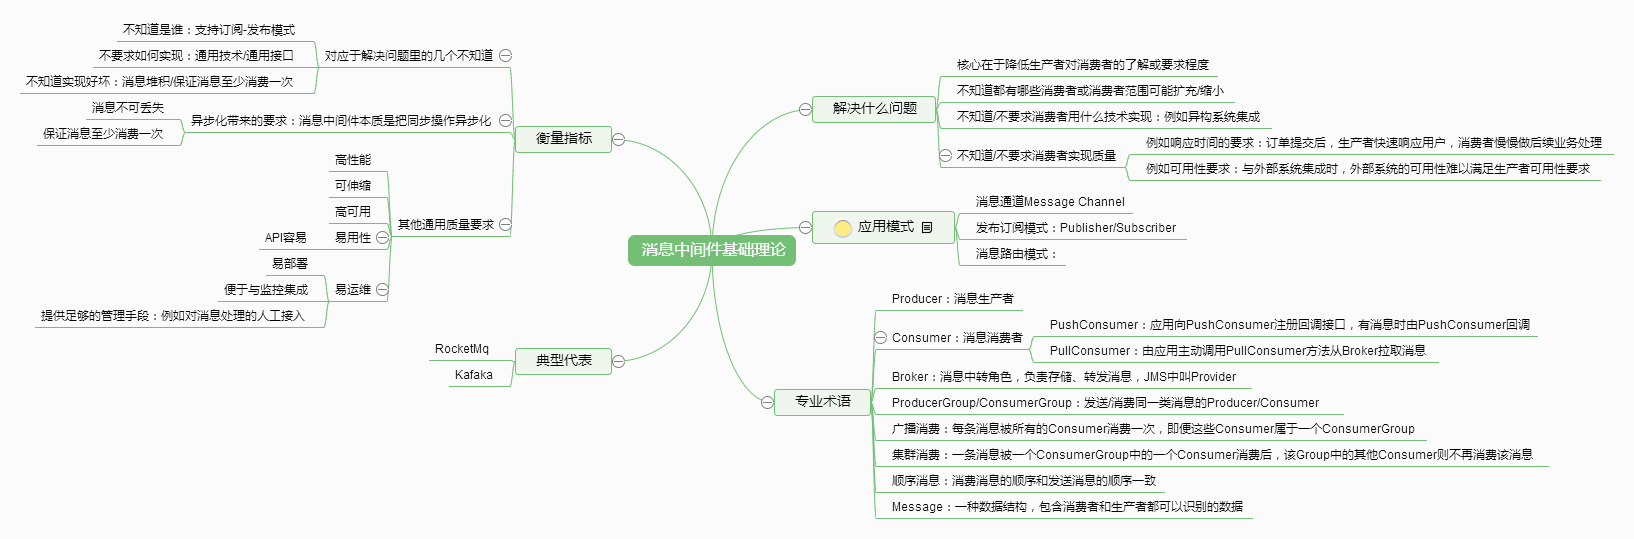 消息中间件基础理论
解决什么问题
核心在于降低生产者对消费者的了解或要求程度
不知道都有哪些消费者或消费者范围可能扩充/缩小
不知道/不要求消费者用什么技术实现：例如异构系统集成
不知道/不要求消费者实现质量
例如响应时间的要求：订单提交后，生产者快速响应用户，消费者慢慢做后续业务处理
例如可用性要求：与外部系统集成时，外部系统的可用性难以满足生产者可用性要求
应用模式
消息通道Message Channel
发布订阅模式：Publisher/Subscriber
消息路由模式：
专业术语
Producer：消息生产者
Consumer：消息消费者
PushConsumer：应用向PushConsumer注册回调接口，有消息时由PushConsumer回调
PullConsumer：由应用主动调用PullConsumer方法从Broker拉取消息
Broker：消息中转角色，负责存储、转发消息，JMS中叫Provider
ProducerGroup/ConsumerGroup：发送/消费同一类消息的Producer/Consumer
广播消费：每条消息被所有的Consumer消费一次，即便这些Consumer属于一个ConsumerGroup
集群消费：一条消息被一个ConsumerGroup中的一个Consumer消费后，该Group中的其他Consumer则不再消费该消息
顺序消息：消费消息的顺序和发送消息的顺序一致
Message：一种数据结构，包含消费者和生产者都可以识别的数据
衡量指标
对应于解决问题里的几个不知道
不知道是谁：支持订阅-发布模式
不要求如何实现：通用技术/通用接口
不知道实现好坏：消息堆积/保证消息至少消费一次
异步化带来的要求：消息中间件本质是把同步操作异步化
消息不可丢失
保证消息至少消费一次
其他通用质量要求
高性能
可伸缩
高可用
易用性
API容易
易运维
易部署
便于与监控集成
提供足够的管理手段：例如对消息处理的人工接入
典型代表
RocketMq
Kafaka